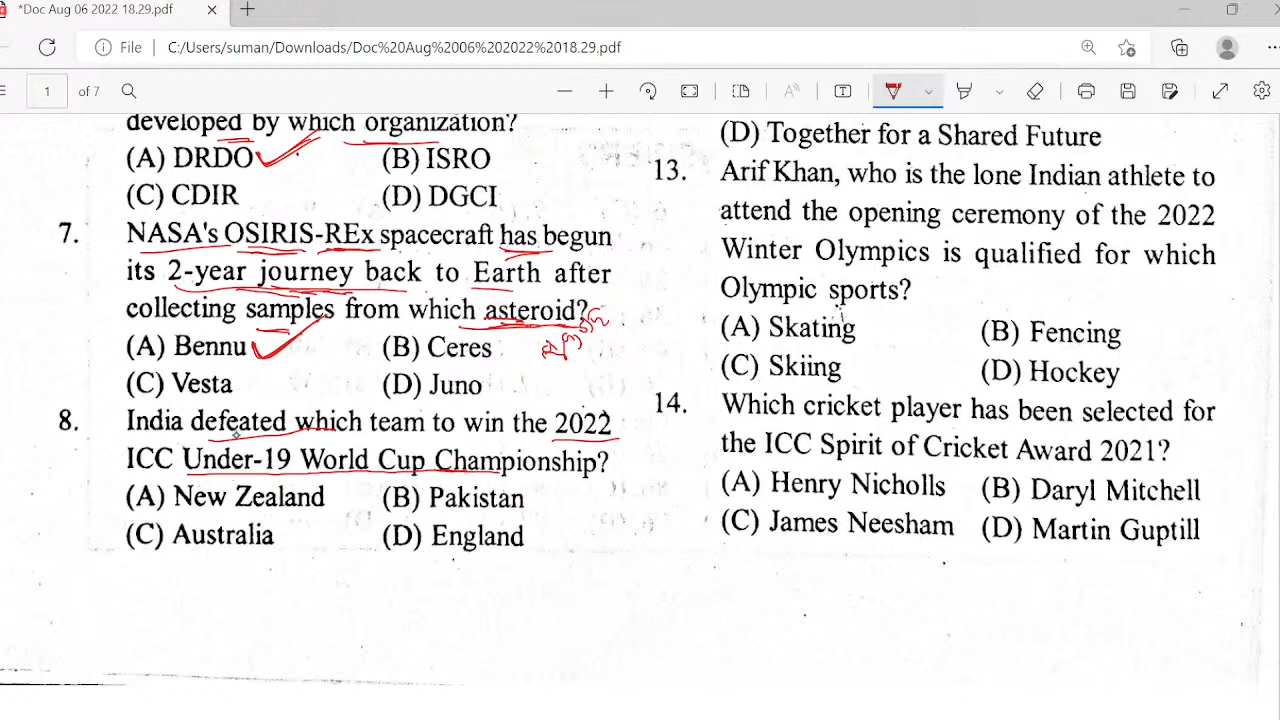 *Doc Aug 06 2022 18.29.pdf
File
C:/Users/suman/Downloads/Doc%20Aug%2006%202022%2018.29.pdf
1 of 7
developed by which organization?
(A) DRDO (B) ISRO
(C) CDIR (D) DGCI
7. NASA's OSIRIS-REx spacecraft has begun
its 2-year journey back to Earth after
collecting samples from which asteroid?
(A) Bennu (B) Ceres
(C) Vesta (D) Juno
8. India defeated which team to win the 2022
ICC Under-19 World Cup Championship?
(A) New Zealand (B) Pakistan
(C) Australia (D) England
(D) Together for a Shared Future
13. Arif Khan, who is the lone Indian athlete to
attend the opening ceremony of the 2022
Winter Olympics is qualified for which
Olympic sports?
(A) Skating (B) Fencing
(C) Skiing (D) Hockey
14. Which cricket player has been selected for
the ICC Spirit of Cricket Award 2021?
(A) Henry Nicholls (B) Daryl Mitchell
(C) James Neesham (D) Martin Guptill